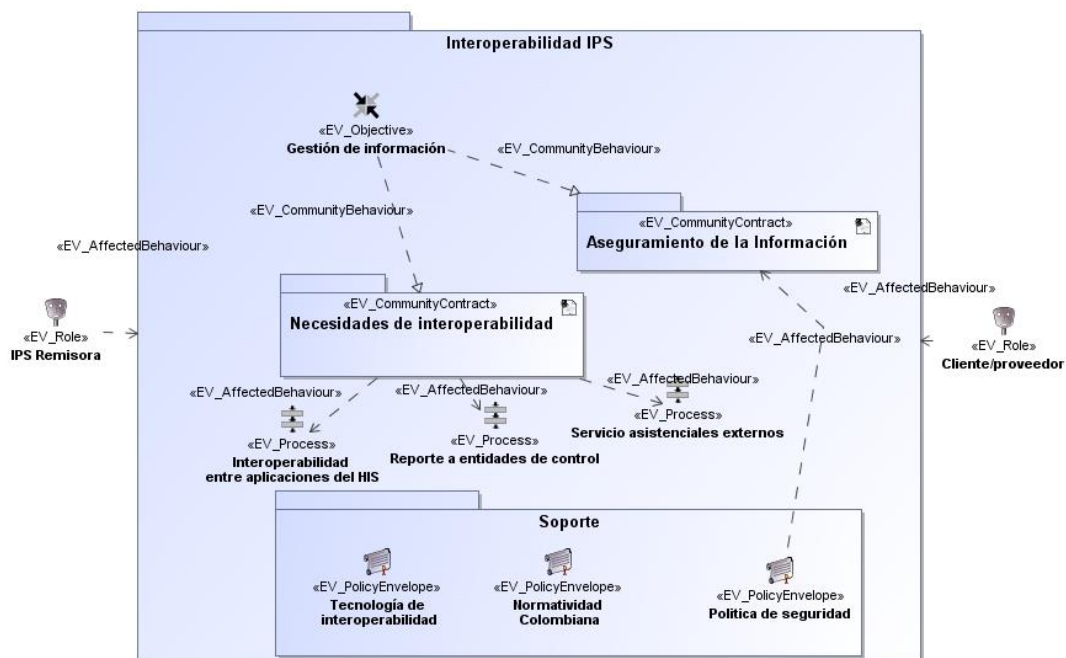 Interoperabilidad IPS
«EV_Objective»
Gestión de información
«EV_CommunityBehaviour»
«EV_CommunityBehaviour»
«EV_CommunityContract»
Aseguramiento de la Información
«EV_AffectedBehaviour»
«EV_AffectedBehaviour»
«EV_CommunityContract»
Necesidades de interoperabilidad
«EV_Role»
IPS Remisora
«EV_AffectedBehaviour»
«EV_Role»
Cliente/proveedor
«EV_AffectedBehaviour»
«EV_AffectedBehaviour»
«EV_AffectedBehaviour»
«EV_Process»
Interoperabilidad
entre aplicaciones del HIS
«EV_Process»
Reporte a entidades de control
«EV_Process»
Servicio asistenciales externos
Soporte
«EV_PolicyEnvelope»
Tecnología de
interoperabilidad
«EV_PolicyEnvelope»
Normatividad
Colombiana
«EV_PolicyEnvelope»
Politica de seguridad